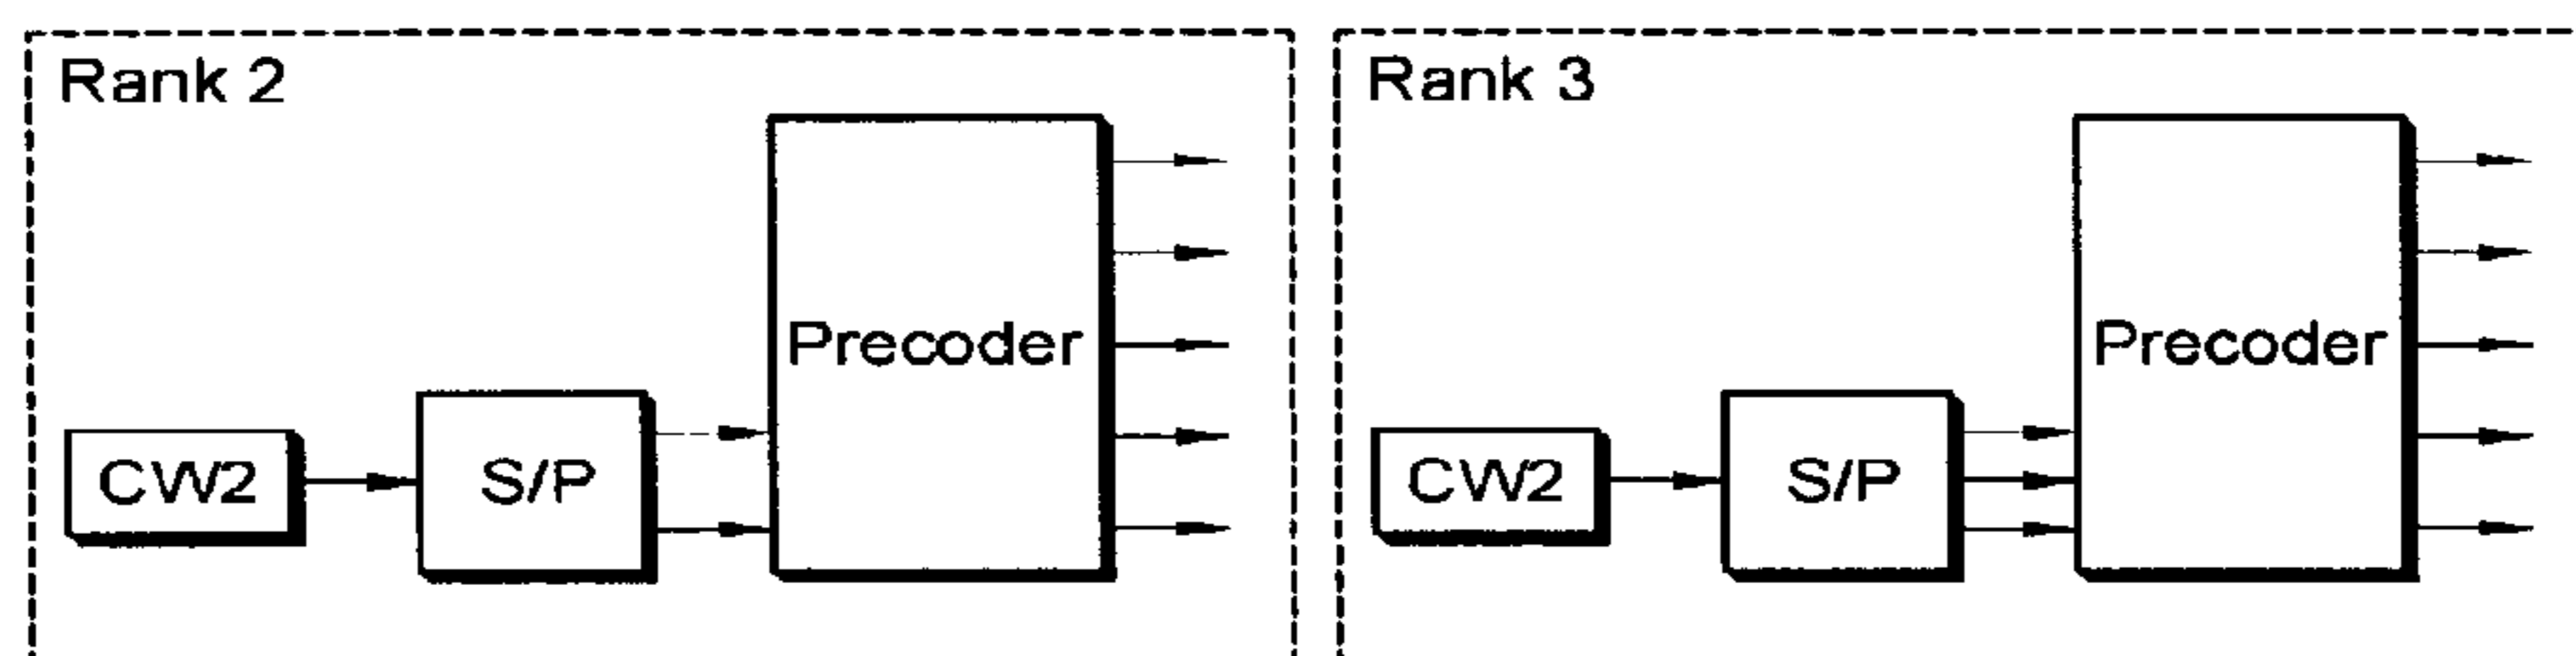 Rank 2
Precoder
CW2
S/P
Rank 3
Precoder
CW2
S/P